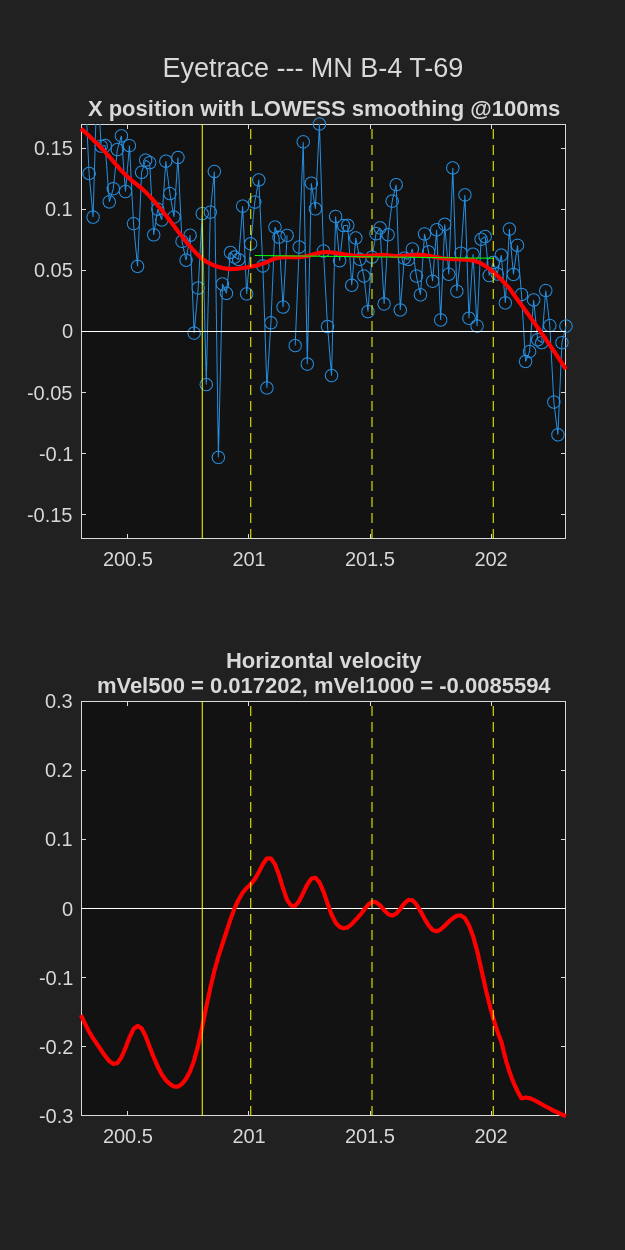 Eyetrace --- MN B-4 T-69
X position with LOWESS smoothing @100ms
0.15
0.1
0.05
0
-0.05
-0.1
-0.15
200.5 201 201.5 202
Horizontal velocity
mVel500 = 0.017202, mVel1000 = -0.0085594
0.3
0.2
0.1
0
-0.1
-0.2
-0.3
200.5 201 201.5 202